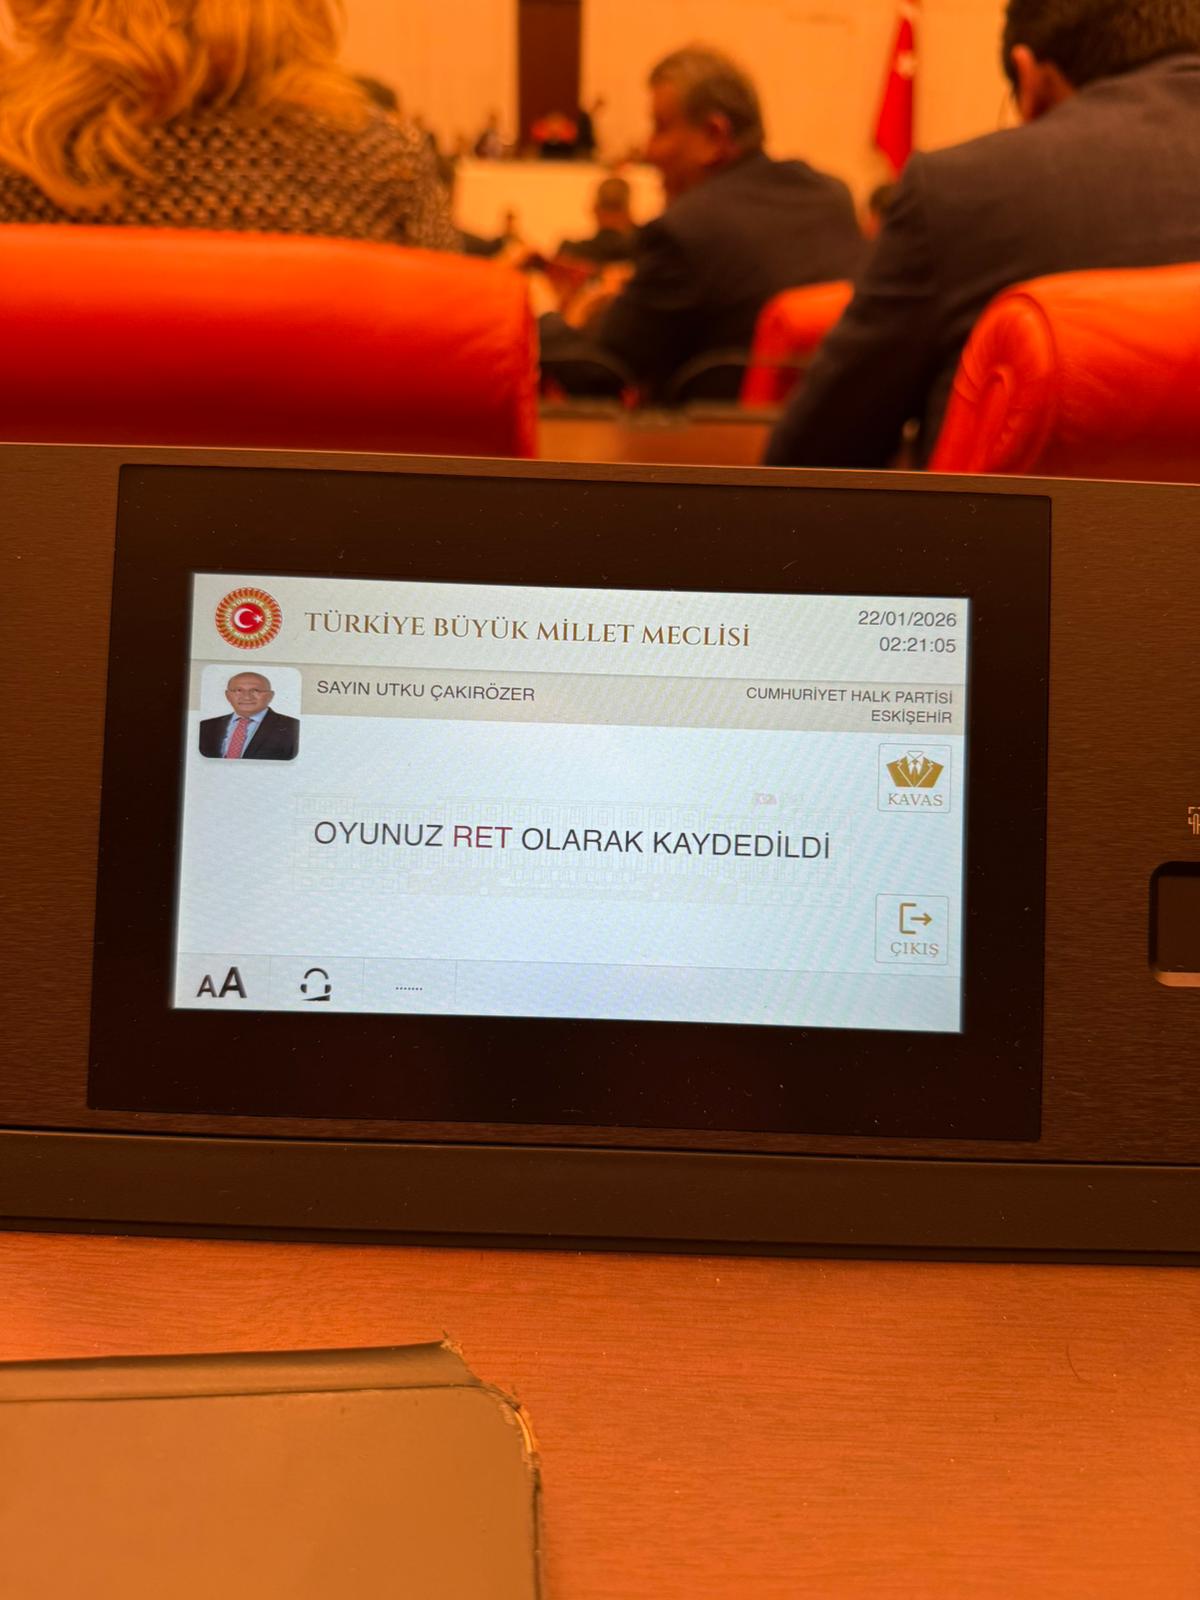 TÜRKİYE BÜYÜK MİLLET MECLİSİ
22/01/2026
02:21:05
SAYIN UTKU ÇAKIRÖZER
CUMHURİYET HALK PARTİSİ
ESKİŞEHİR
KAVAS
OYUNUZ RET OLARAK KAYDEDİLDİ
ÇIKIŞ
AA
.......